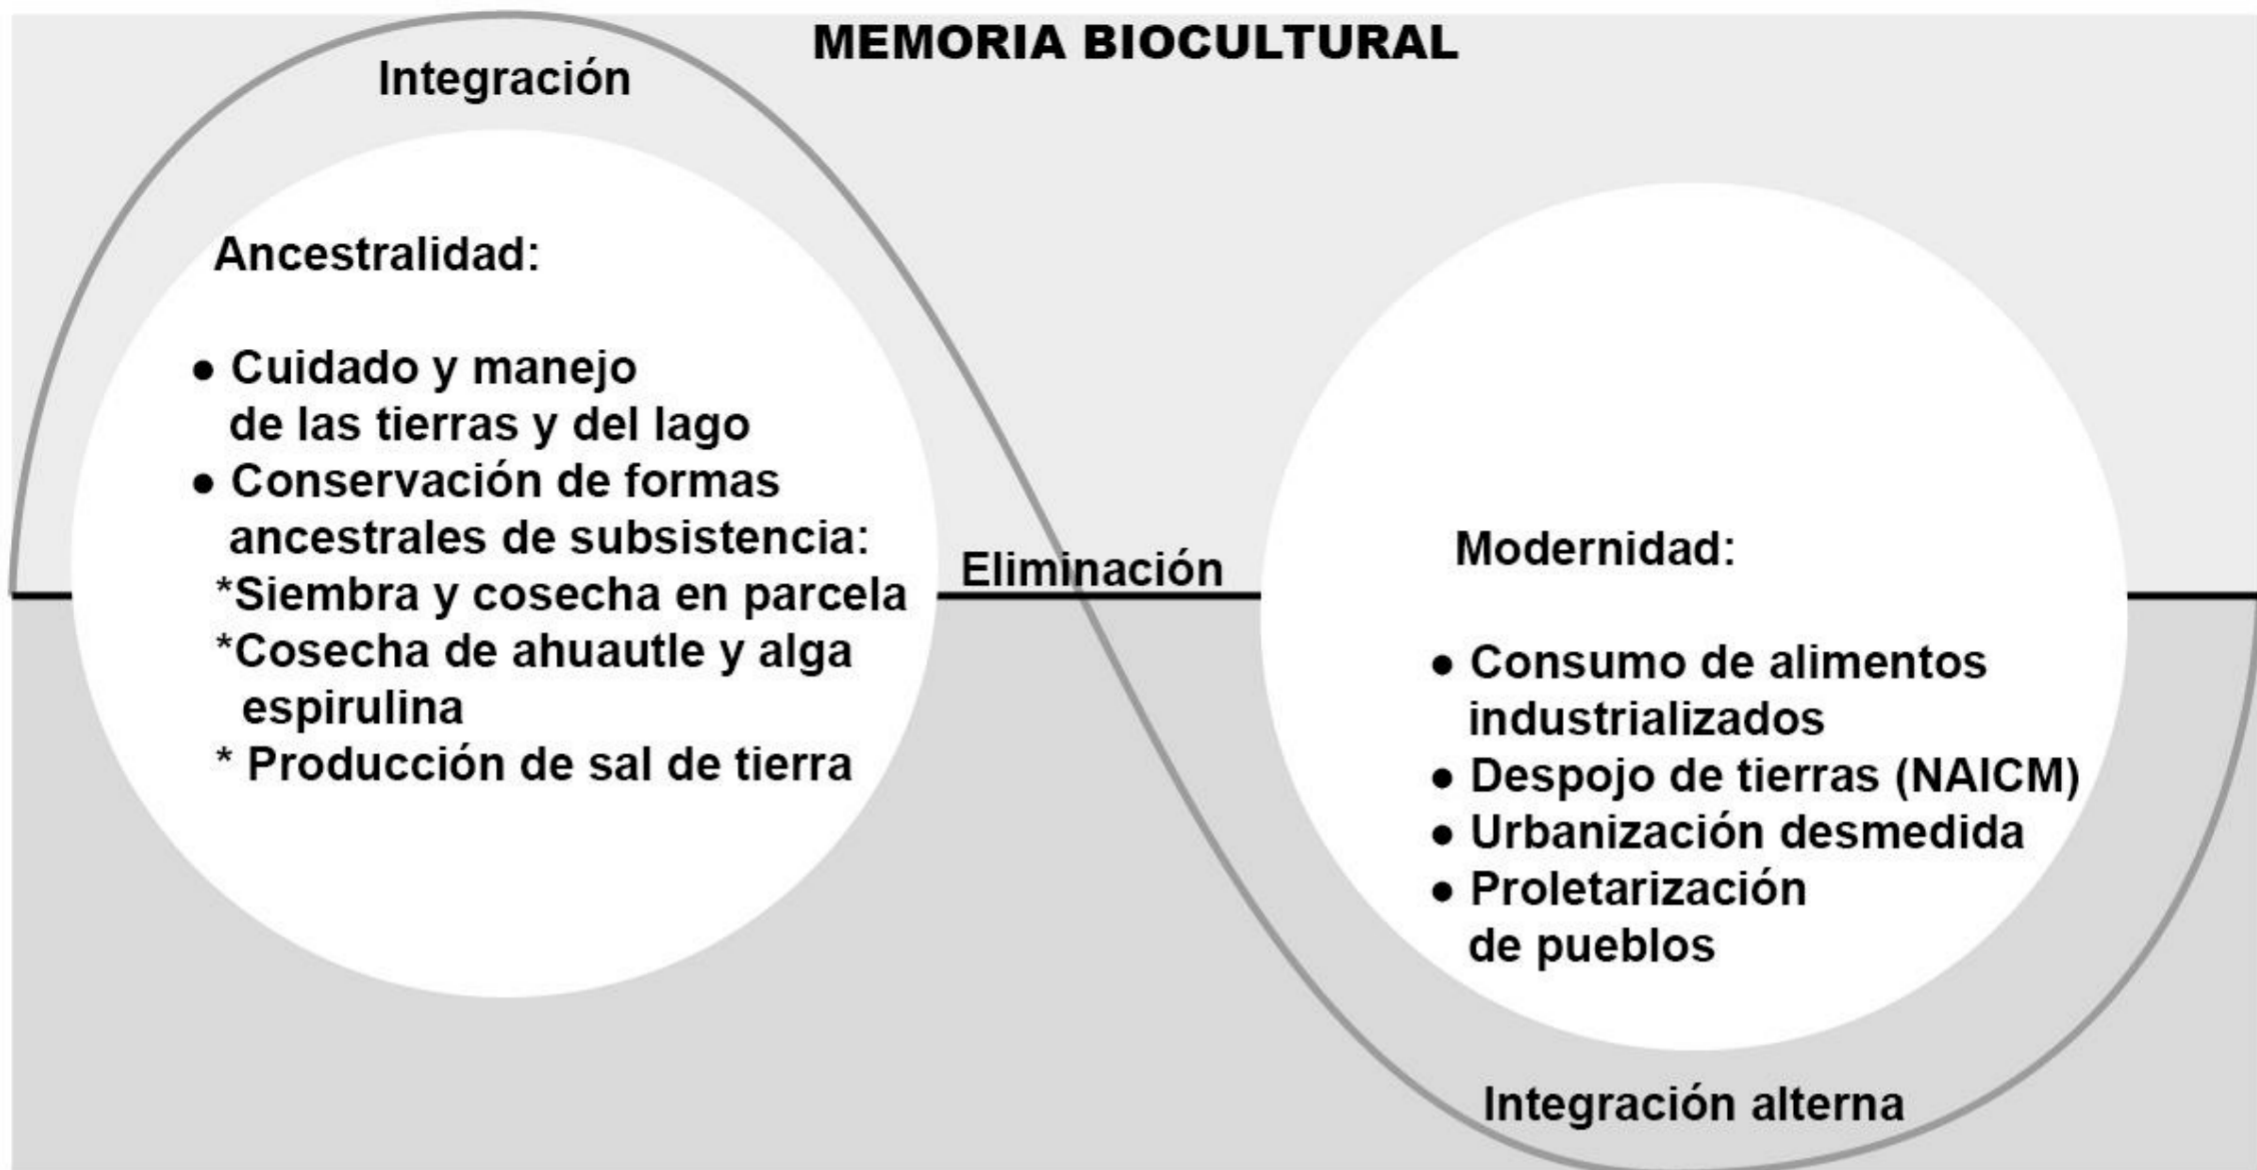 MEMORIA BIOCULTURAL
Integración
Ancestralidad:
● Cuidado y manejo
de las tierras y del lago
● Conservación de formas
ancestrales de subsistencia:
*Siembra y cosecha en parcela
*Cosecha de ahuautle y alga
espirulina
* Producción de sal de tierra
Eliminación
Modernidad:
● Consumo de alimentos
industrializados
● Despojo de tierras (NAICM)
● Urbanización desmedida
● Proletarización
de pueblos
Integración alterna